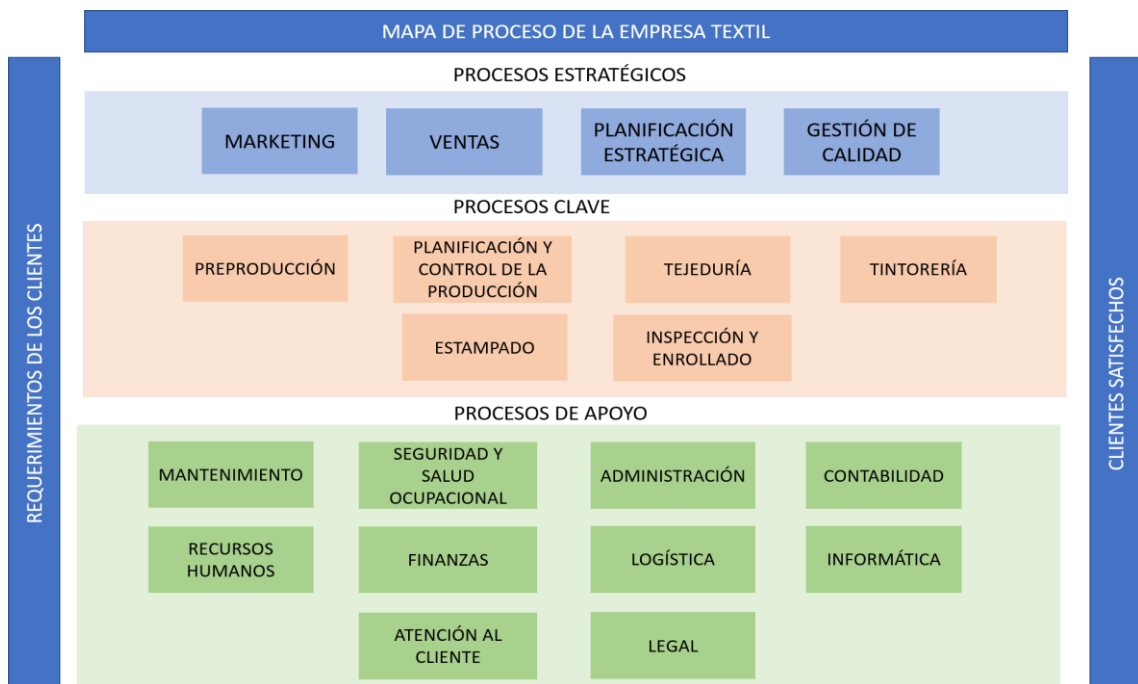 MAPA DE PROCESO DE LA EMPRESA TEXTIL
REQUERIMIENTOS DE LOS CLIENTES
PROCESOS ESTRATÉGICOS
MARKETING
VENTAS
PLANIFICACIÓN
ESTRATÉGICA
GESTIÓN DE
CALIDAD
PROCESOS CLAVE
PREPRODUCCIÓN
PLANIFICACIÓN Y
CONTROL DE LA
PRODUCCIÓN
TEJEDURÍA
TINTORERÍA
ESTAMPADO
INSPECCIÓN Y
ENROLLADO
PROCESOS DE APOYO
MANTENIMIENTO
SEGURIDAD Y
SALUD
OCUPACIONAL
ADMINISTRACIÓN
CONTABILIDAD
RECURSOS
HUMANOS
FINANZAS
LOGÍSTICA
INFORMÁTICA
ATENCIÓN AL
CLIENTE
LEGAL
CLIENTES SATISFECHOS